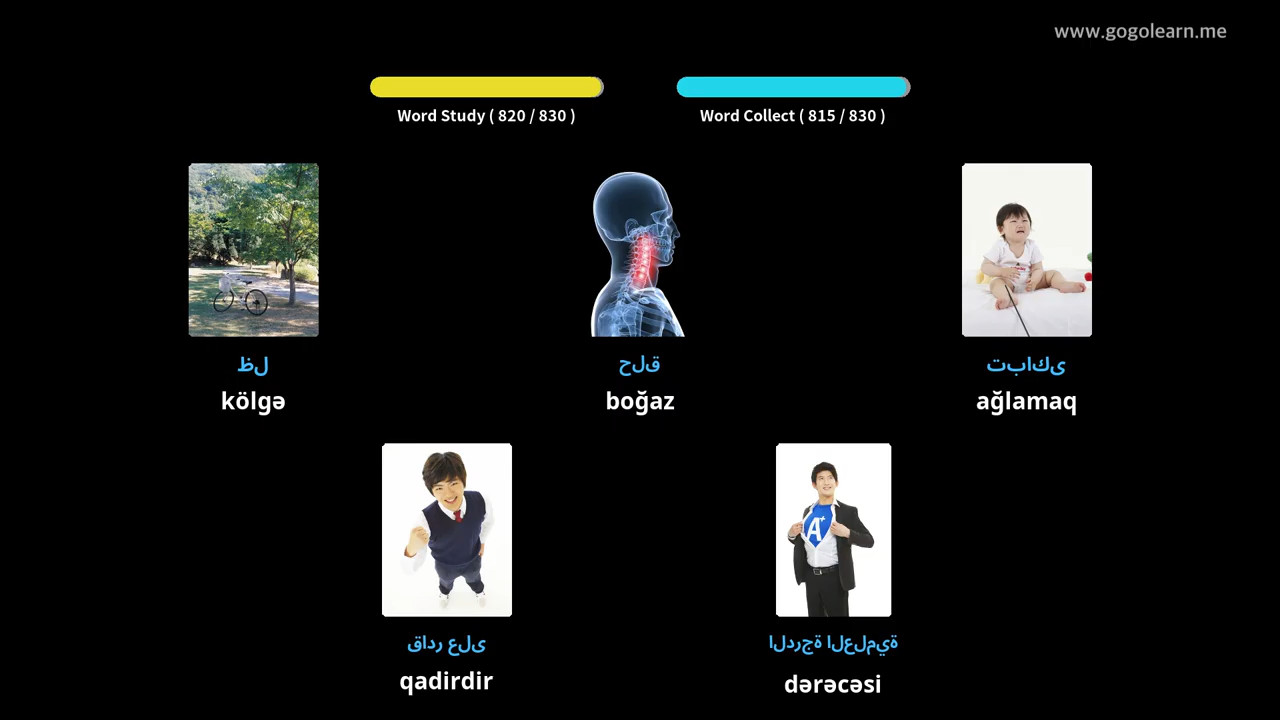 www.gogolearn.me
Word Study ( 820 / 830 )
Word Collect ( 815 / 830 )
ظل
kölgə
حلق
boğaz
تباكى
ağlamaq
قادر على
qadirdir
الدرجة العلمية
dərəcəsi
A+